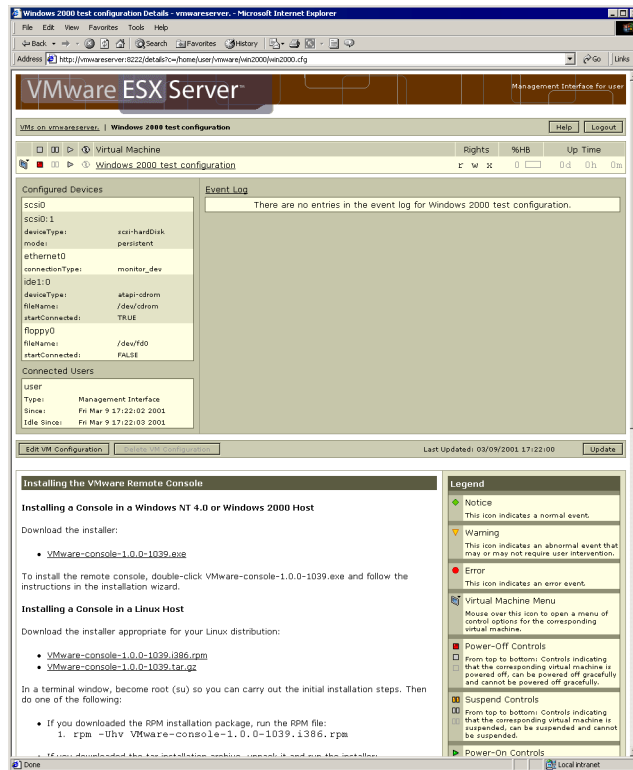 Windows 2000 test configuration Details - vmwareserver. - Microsoft Internet Explorer
File Edit View Favorites Tools Help
Back Search Favorites History
Address http://vmwareserver:8222/details?c=/home/user/vmware/win2000/win2000.cfg Go Links
VMware ESX Server™
Management Interface for user
VMs on vmwareserver. | Windows 2000 test configuration Help Logout
Virtual Machine Rights %HB Up Time
Windows 2000 test configuration r w x 0 0d 0h 0m
Configured Devices
scsi0
scsi0:1
deviceType: scsi-hardDisk
mode: persistent
ethernet0
connectionType: monitor_dev
ide1:0
deviceType: atapi-cdrom
fileName: /dev/cdrom
startConnected: TRUE
floppy0
fileName: /dev/fd0
startConnected: FALSE
Connected Users
user
Type: Management Interface
Since: Fri Mar 9 17:22:02 2001
Idle Since: Fri Mar 9 17:22:03 2001
Event Log
There are no entries in the event log for Windows 2000 test configuration.
Edit VM Configuration Delete VM Configuration Last Updated: 03/09/2001 17:22:00 Update
Installing the VMware Remote Console
Installing a Console in a Windows NT 4.0 or Windows 2000 Host
Download the installer:
• VMware-console-1.0.0-1039.exe
To install the remote console, double-click VMware-console-1.0.0-1039.exe and follow the
instructions in the installation wizard.
Installing a Console in a Linux Host
Download the installer appropriate for your Linux distribution:
• VMware-console-1.0.0-1039.i386.rpm
• VMware-console-1.0.0-1039.tar.gz
In a terminal window, become root (su) so you can carry out the initial installation steps. Then
do one of the following:
• If you downloaded the RPM installation package, run the RPM file:
1. rpm -Uhv VMware-console-1.0.0-1039.i386.rpm
• If you downloaded the tar installation archive, unpack it and run the installer:
Legend
Notice
This icon indicates a normal event.
Warning
This icon indicates an abnormal event that
may or may not require user intervention.
Error
This icon indicates an error event.
Virtual Machine Menu
Mouse over this icon to open a menu of
control options for the corresponding
virtual machine.
Power-Off Controls
From top to bottom: Controls indicating
that the corresponding virtual machine is
powered off, can be powered off gracefully
and cannot be powered off gracefully.
Suspend Controls
From top to bottom: Controls indicating
that the corresponding virtual machine is
suspended, can be suspended and cannot
be suspended.
Power-On Controls
Done Local intranet